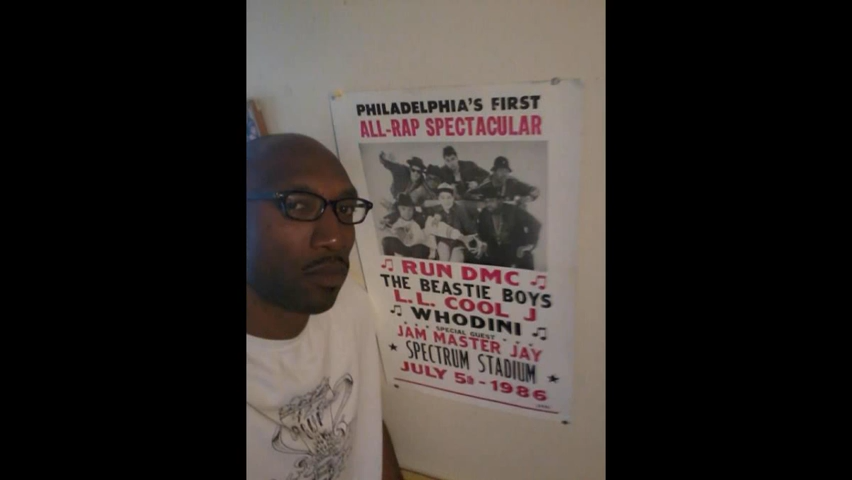 PHILADELPHIA'S FIRST
ALL-RAP SPECTACULAR
RUN DMC
THE BEASTIE BOYS
L.L. COOL J
WHODINI
SPECIAL GUEST
JAM MASTER JAY
SPECTRUM STADIUM
JULY 5th - 1986